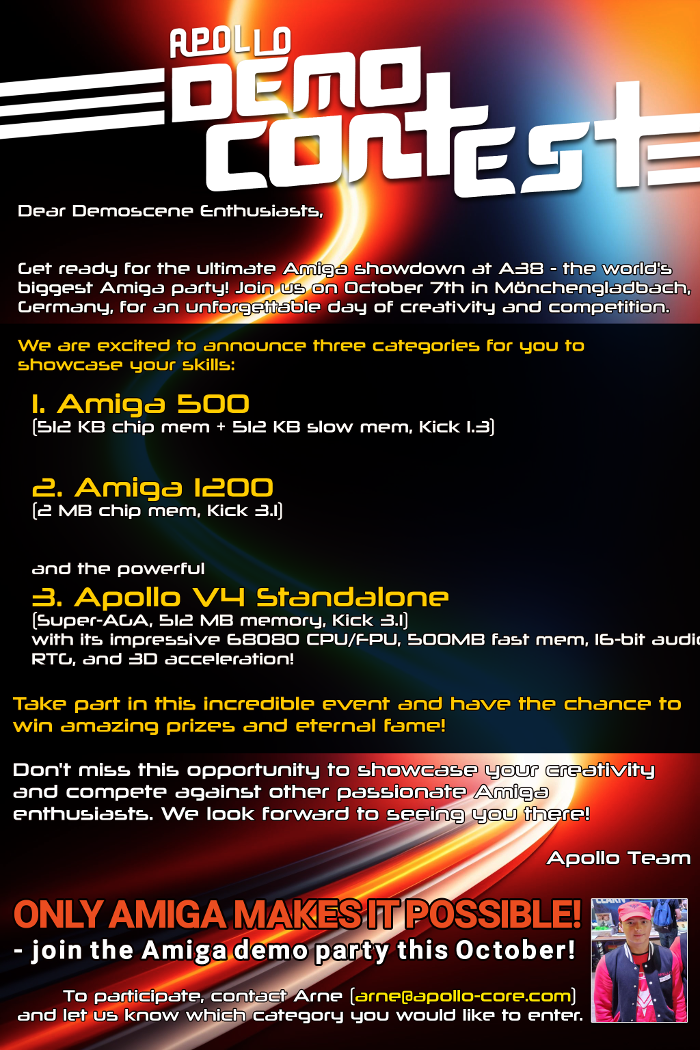 APOLLO
DEMO
CONTEST
Dear Demoscene Enthusiasts,
Get ready for the ultimate Amiga showdown at A38 - the world's
biggest Amiga party! Join us on October 7th in Mönchengladbach,
Germany, for an unforgettable day of creativity and competition.
We are excited to announce three categories for you to
showcase your skills:
1. Amiga 500
(512 KB chip mem + 512 KB slow mem, Kick 1.3)
2. Amiga 1200
(2 MB chip mem, Kick 3.1)
and the powerful
3. Apollo V4 Standalone
(Super-AGA, 512 MB memory, Kick 3.1)
with its impressive 68080 CPU/FPU, 500MB fast mem, 16-bit audio
RTG, and 3D acceleration!
Take part in this incredible event and have the chance to
win amazing prizes and eternal fame!
Don't miss this opportunity to showcase your creativity
and compete against other passionate Amiga
enthusiasts. We look forward to seeing you there!
Apollo Team
ONLY AMIGA MAKES IT POSSIBLE!
- join the Amiga demo party this October!
To participate, contact Arne (arne@apollo-core.com)
and let us know which category you would like to enter.